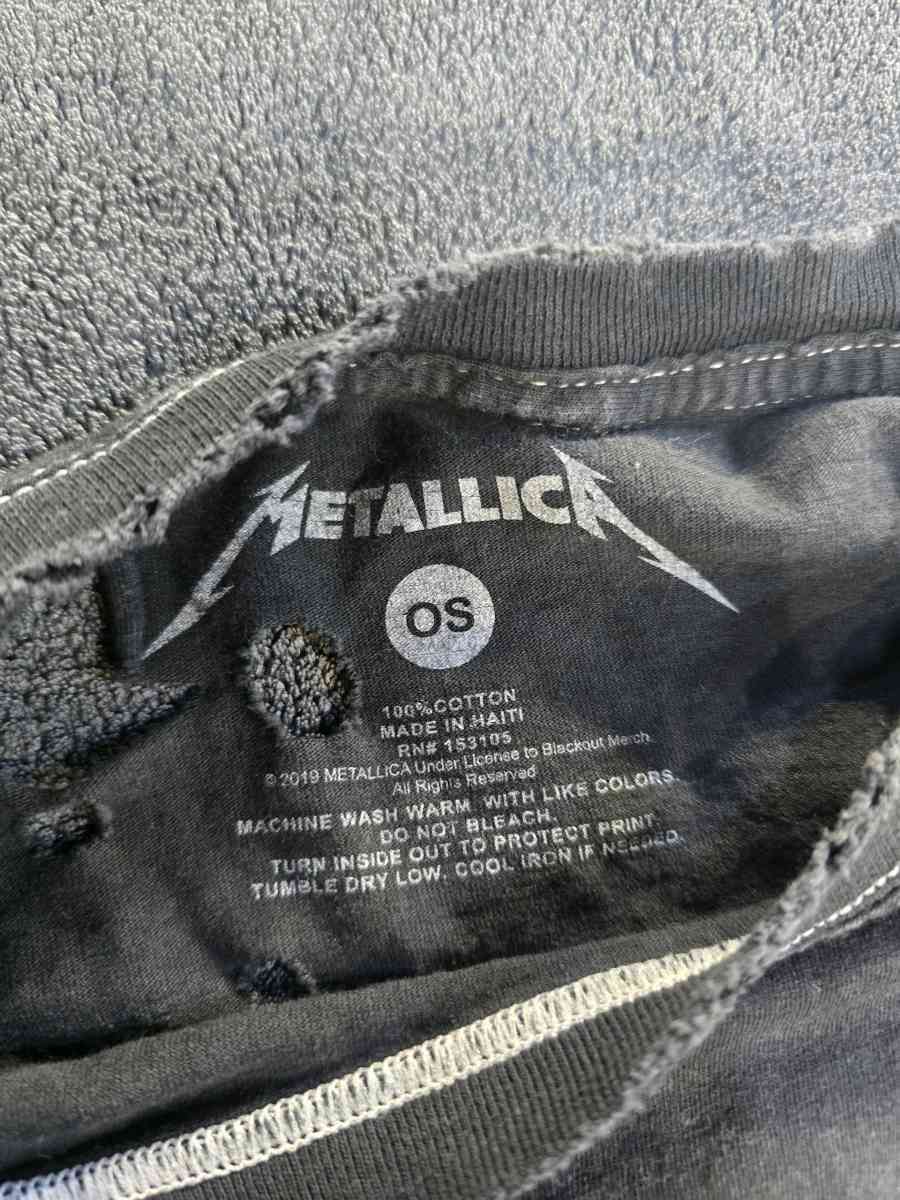 METALLICA
OS
100%COTTON
MADE IN HAITI
RN# 153105
© 2019 METALLICA Under License to Blackout Merch
All Rights Reserved
MACHINE WASH WARM WITH LIKE COLORS.
DO NOT BLEACH.
TURN INSIDE OUT TO PROTECT PRINT.
TUMBLE DRY LOW. COOL IRON IF NEEDED.